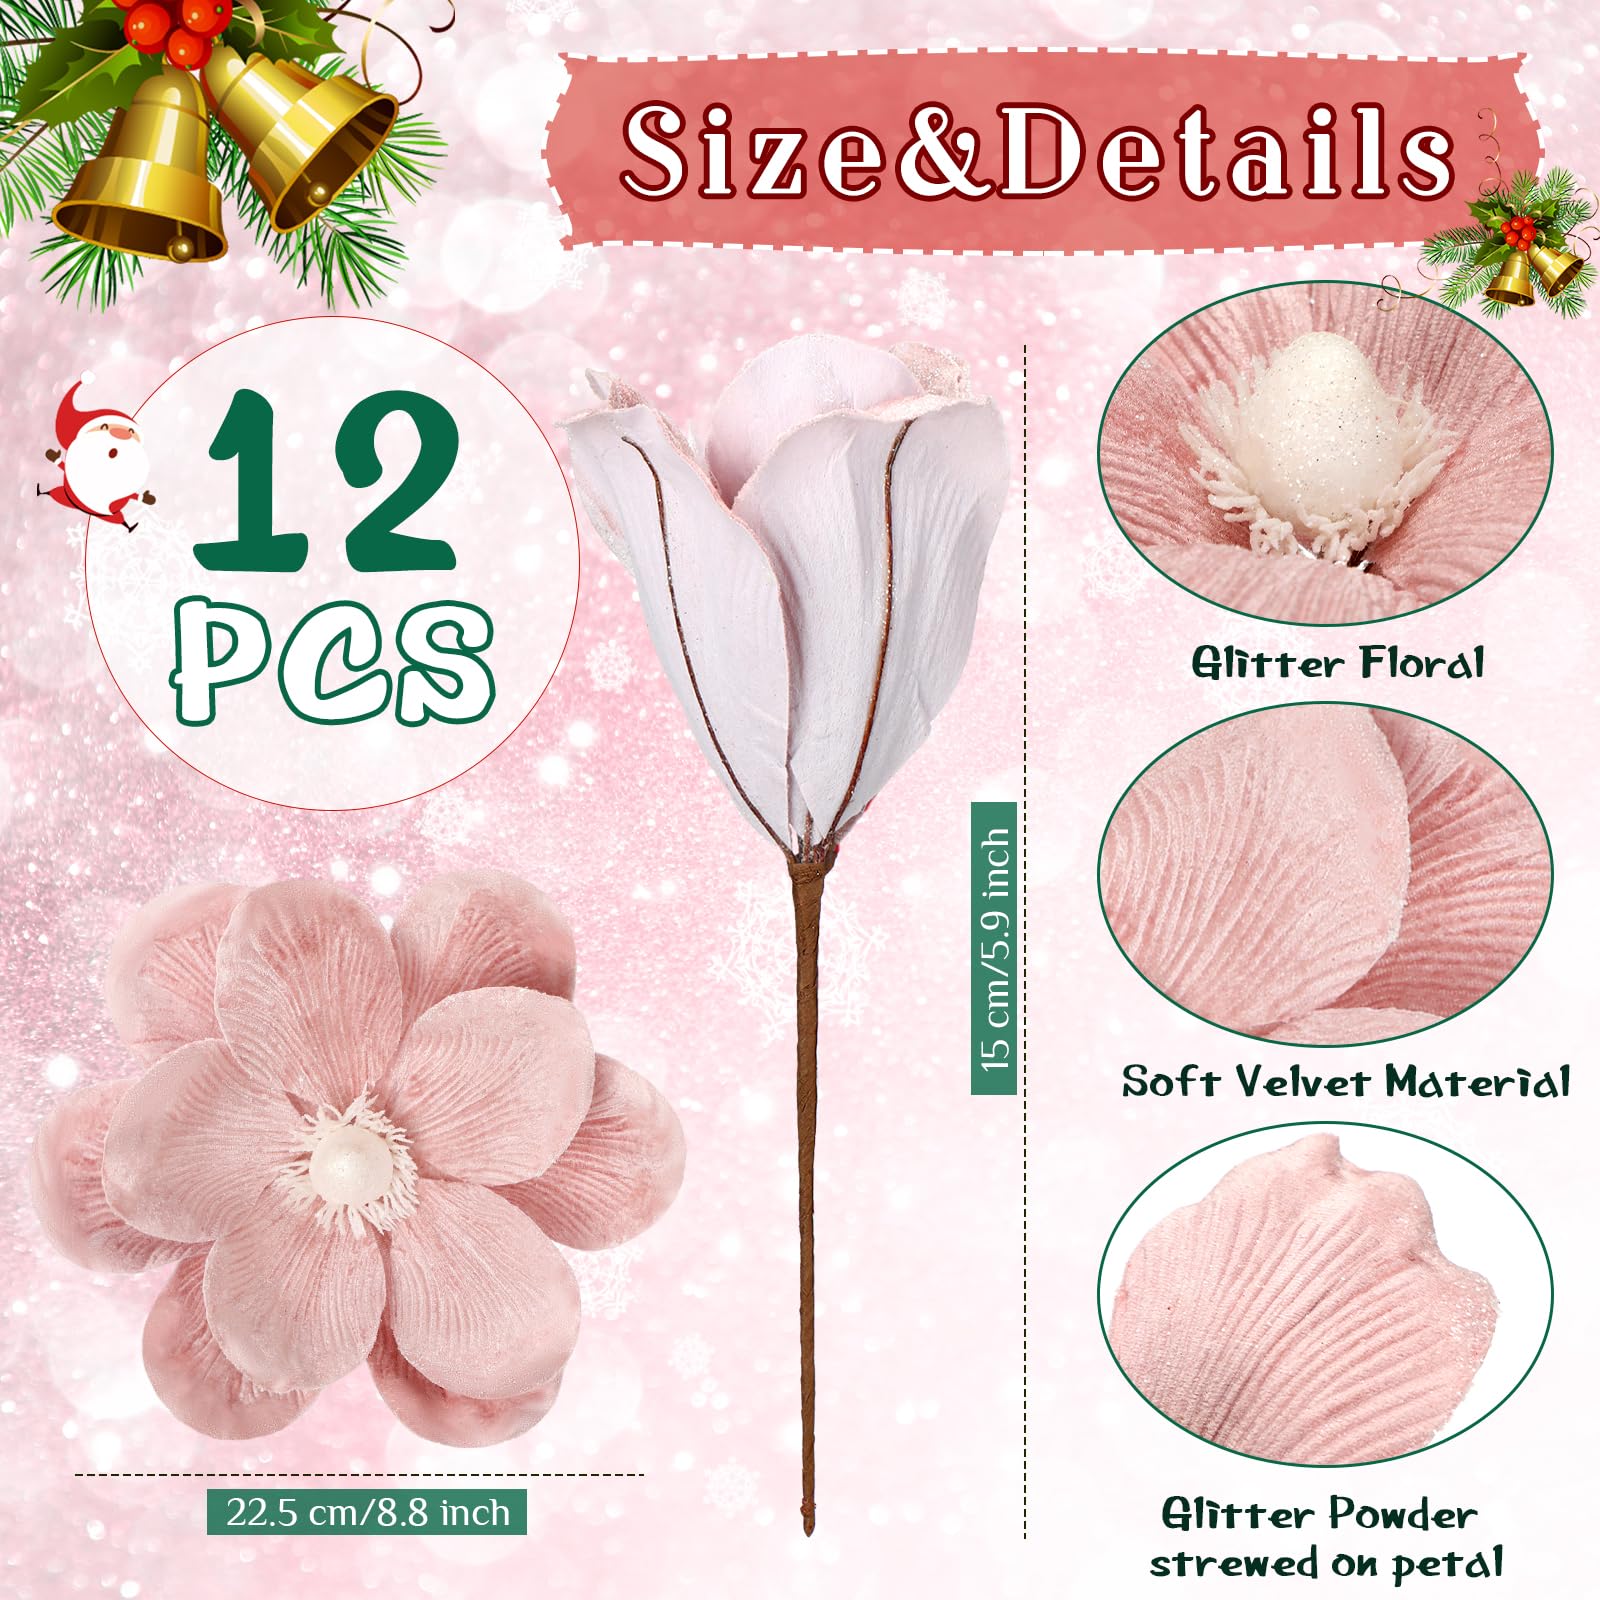 Size&Details
12
PCS
Glitter Floral
15 cm/5.9 inch
Soft Velvet Material
22.5 cm/8.8 inch
Glitter Powder
strewed on petal